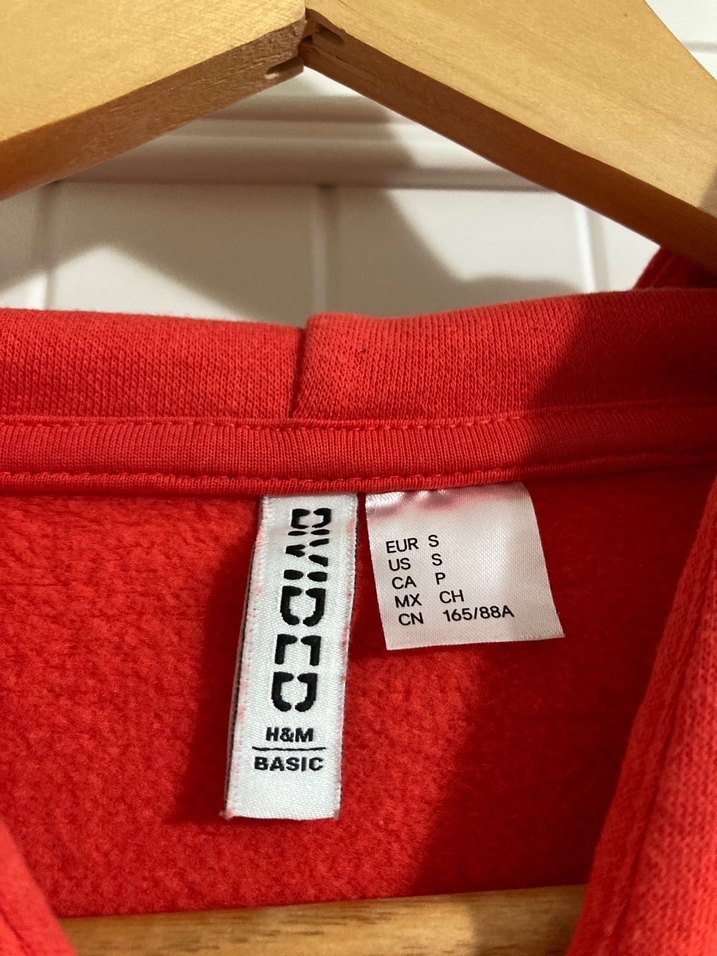 DIVIDED
H&M
BASIC
EUR S
US S
CA P
MX CH
CN 165/88A